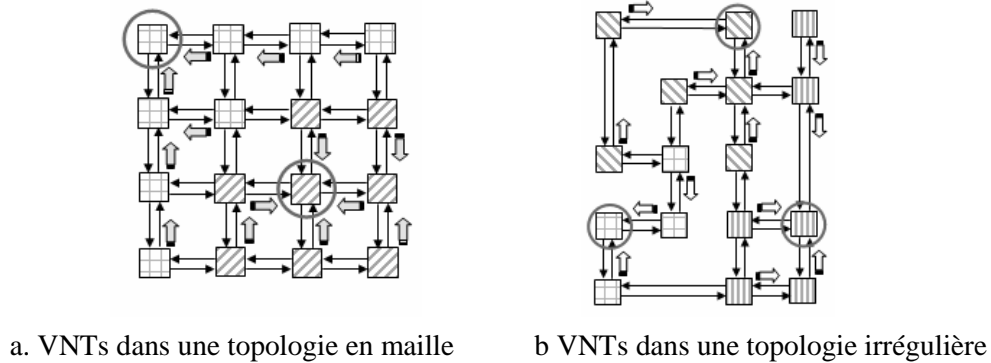 a. VNTs dans une topologie en maille
b VNTs dans une topologie irrégulière